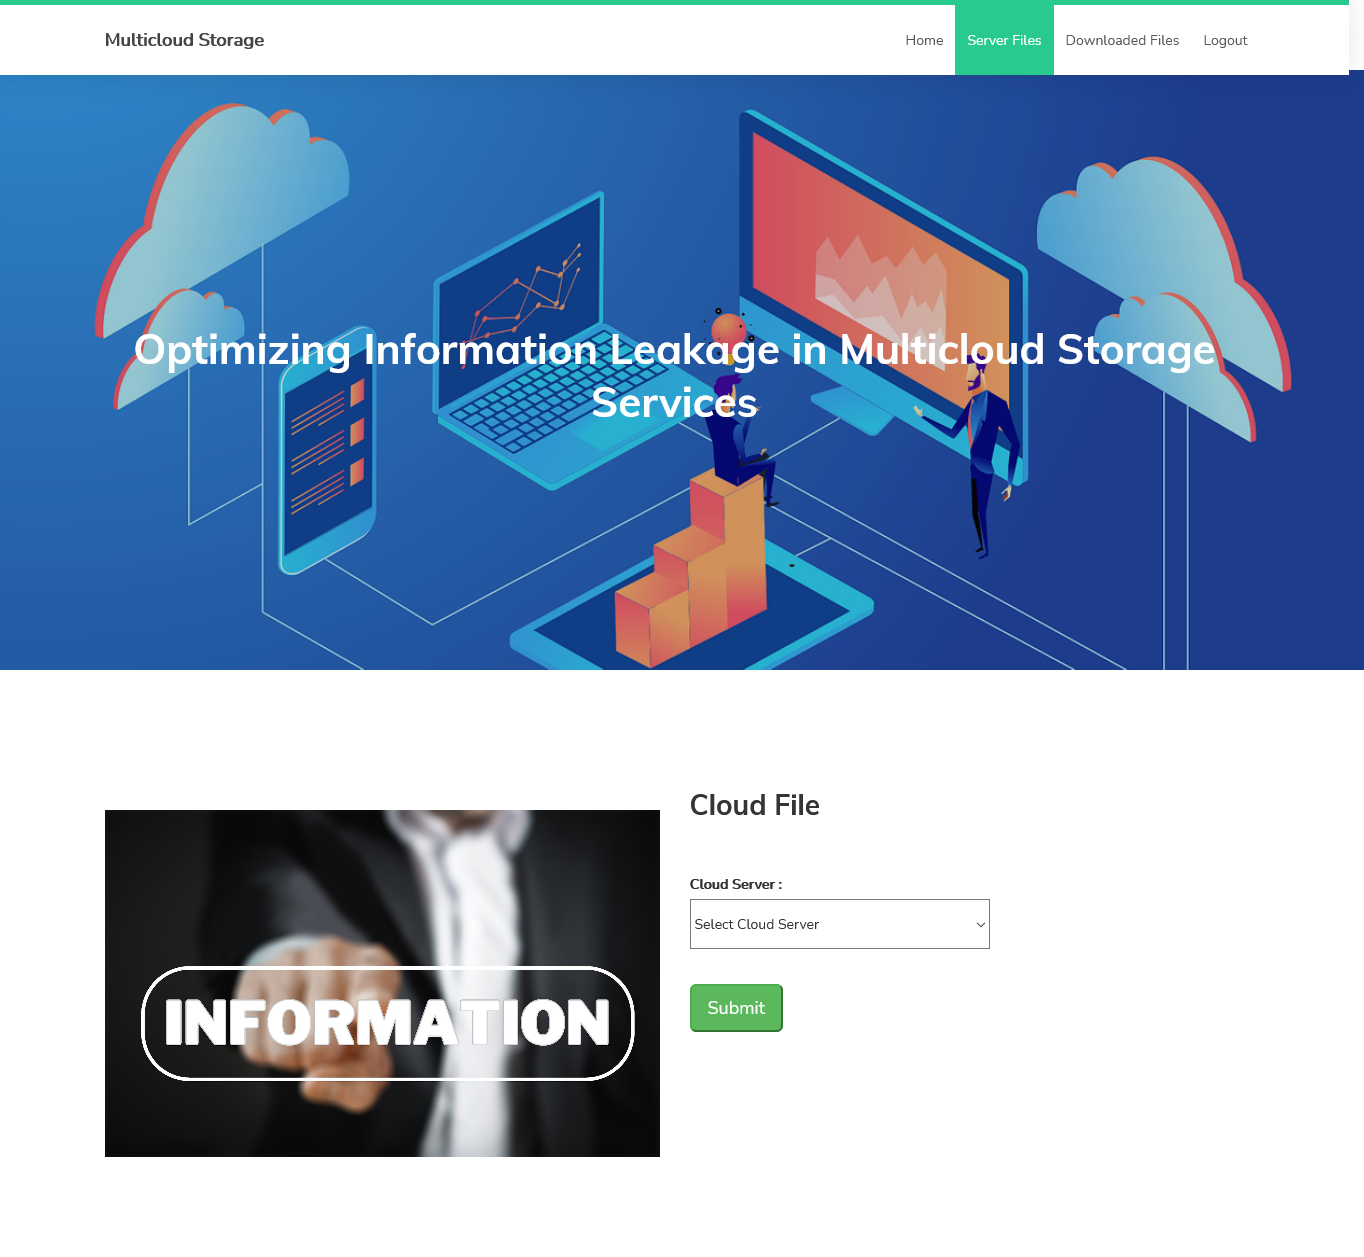 Multicloud Storage
Home Server Files Downloaded Files Logout
Optimizing Information Leakage in Multicloud Storage
Services
Cloud File
Cloud Server :
Select Cloud Server
Submit
INFORMATION